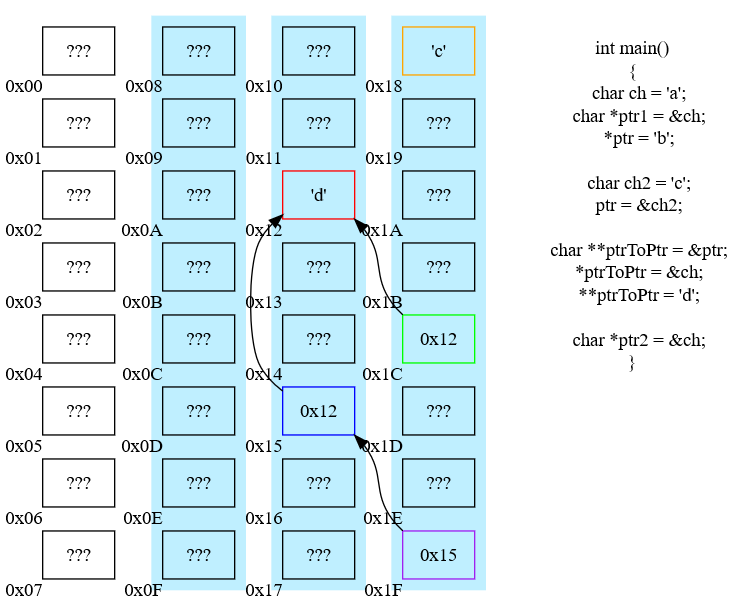 ??? ??? ??? 'c'
0x00 0x08 0x10 0x18
??? ??? ??? ???
0x01 0x09 0x11 0x19
??? ??? 'd' ???
0x02 0x0A 0x12 0x1A
??? ??? ??? ???
0x03 0x0B 0x13 0x1B
??? ??? ??? 0x12
0x04 0x0C 0x14 0x1C
??? ??? 0x12 ???
0x05 0x0D 0x15 0x1D
??? ??? ??? ???
0x06 0x0E 0x16 0x1E
??? ??? ??? 0x15
0x07 0x0F 0x17 0x1F
int main()
{
char ch = 'a';
char *ptr1 = &ch;
*ptr = 'b';
char ch2 = 'c';
ptr = &ch2;
char **ptrToPtr = &ptr;
*ptrToPtr = &ch;
**ptrToPtr = 'd';
char *ptr2 = &ch;
}